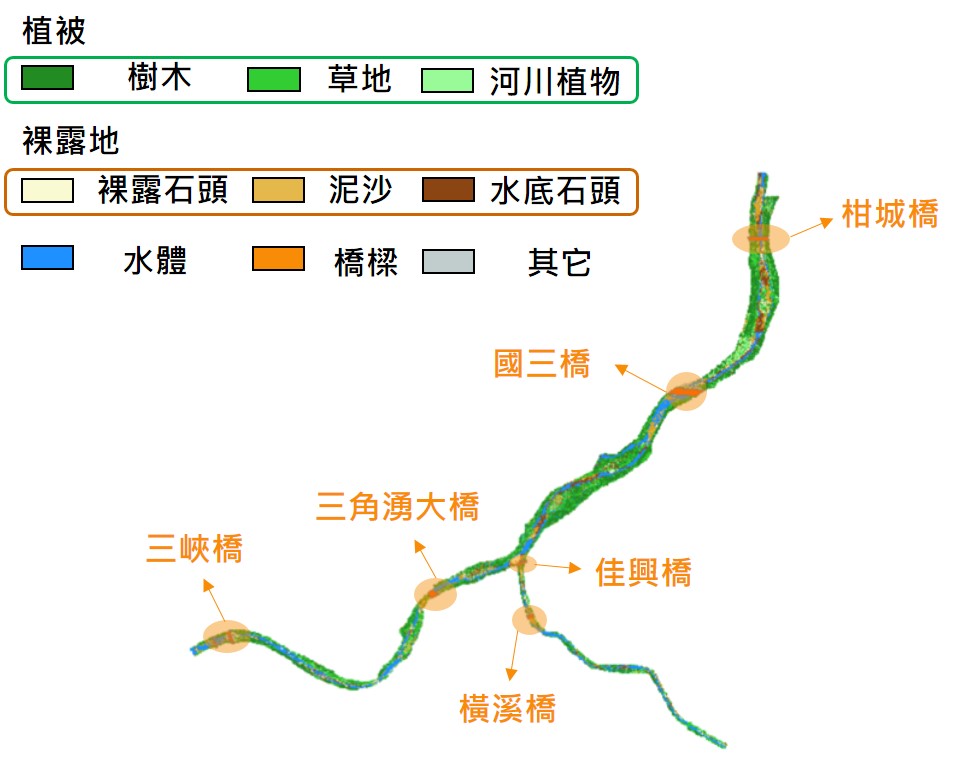 植被
樹木 草地 河川植物
裸露地
裸露石頭 泥沙 水底石頭
水體 橋樑 其它
柑城橋
國三橋
三角湧大橋
三峽橋
佳興橋
橫溪橋